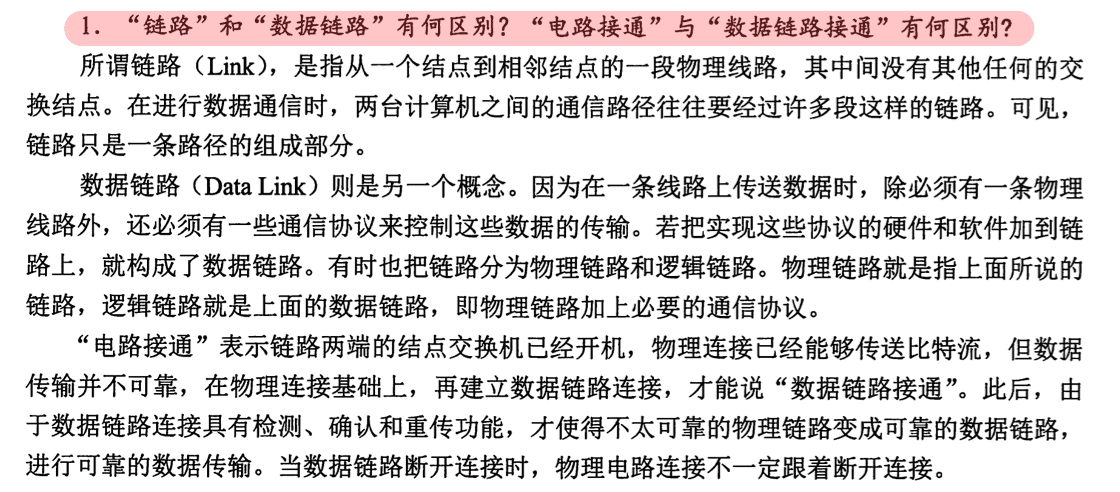 1. “链路”和“数据链路”有何区别？“电路接通”与“数据链路接通”有何区别？
所谓链路（Link），是指从一个结点到相邻结点的一段物理线路，其中间没有其他任何的交
换结点。在进行数据通信时，两台计算机之间的通信路径往往要经过许多段这样的链路。可见，
链路只是一条路径的组成部分。
数据链路（Data Link）则是另一个概念。因为在一条线路上传送数据时，除必须有一条物理
线路外，还必须有一些通信协议来控制这些数据的传输。若把实现这些协议的硬件和软件加到链
路上，就构成了数据链路。有时也把链路分为物理链路和逻辑链路。物理链路就是指上面所说的
链路，逻辑链路就是上面的数据链路，即物理链路加上必要的通信协议。
“电路接通”表示链路两端的结点交换机已经开机，物理连接已经能够传送比特流，但数据
传输并不可靠，在物理连接基础上，再建立数据链路连接，才能说“数据链路接通”。此后，由
于数据链路连接具有检测、确认和重传功能，才使得不太可靠的物理链路变成可靠的数据链路，
进行可靠的数据传输。当数据链路断开连接时，物理电路连接不一定跟着断开连接。